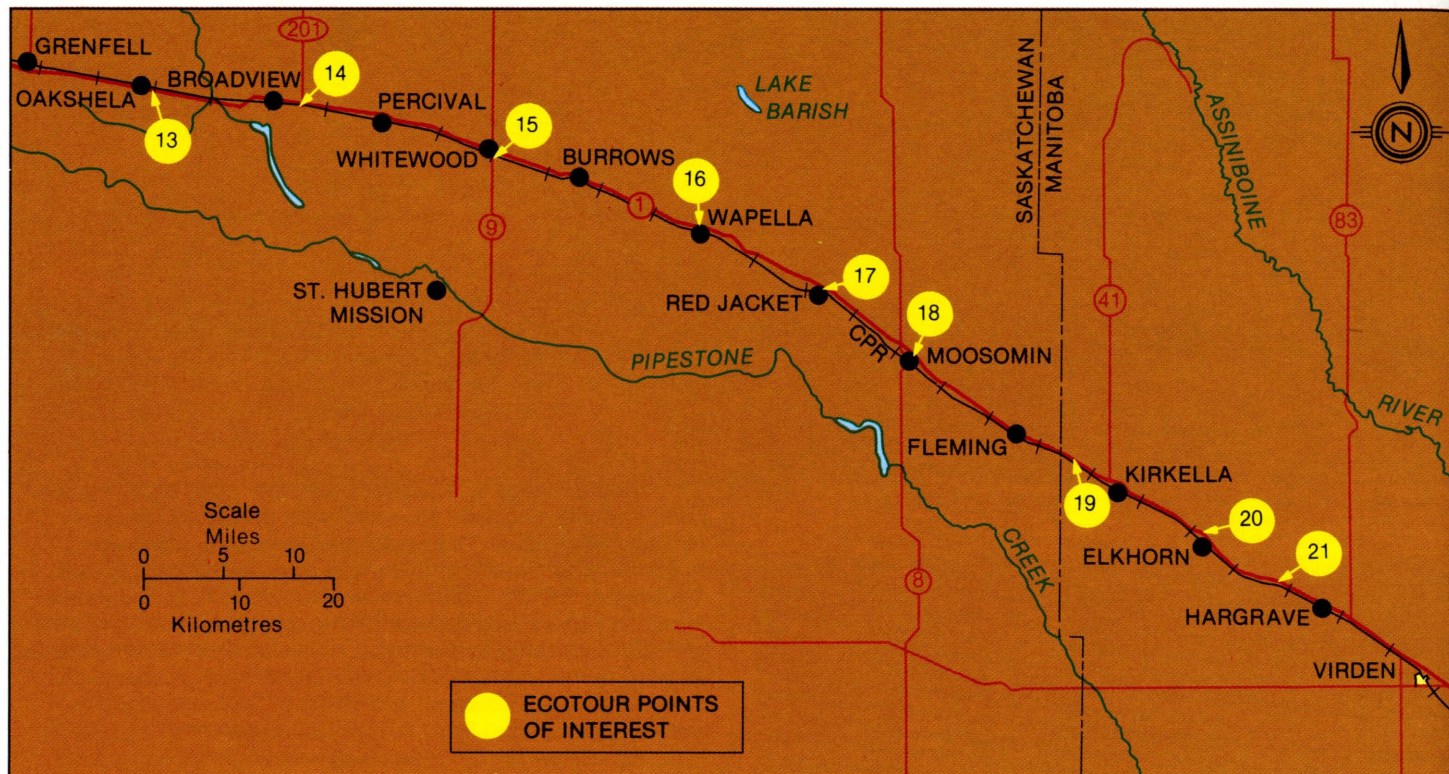 201
GRENFELL
14
BROADVIEW
OAKSHELA
PERCIVAL
13
15
WHITEWOOD
BURROWS
LAKE
BARISH
16
1
WAPELLA
9
ST. HUBERT
MISSION
17
RED JACKET
18
CPR
MOOSOMIN
PIPESTONE
SASKATCHEWAN
MANITOBA
ASSINIBOINE
N
83
41
RIVER
FLEMING
KIRKELLA
19
20
ELKHORN
21
CREEK
8
HARGRAVE
VIRDEN
Scale
Miles
0 5 10
0 10 20
Kilometres
ECOTOUR POINTS
OF INTEREST